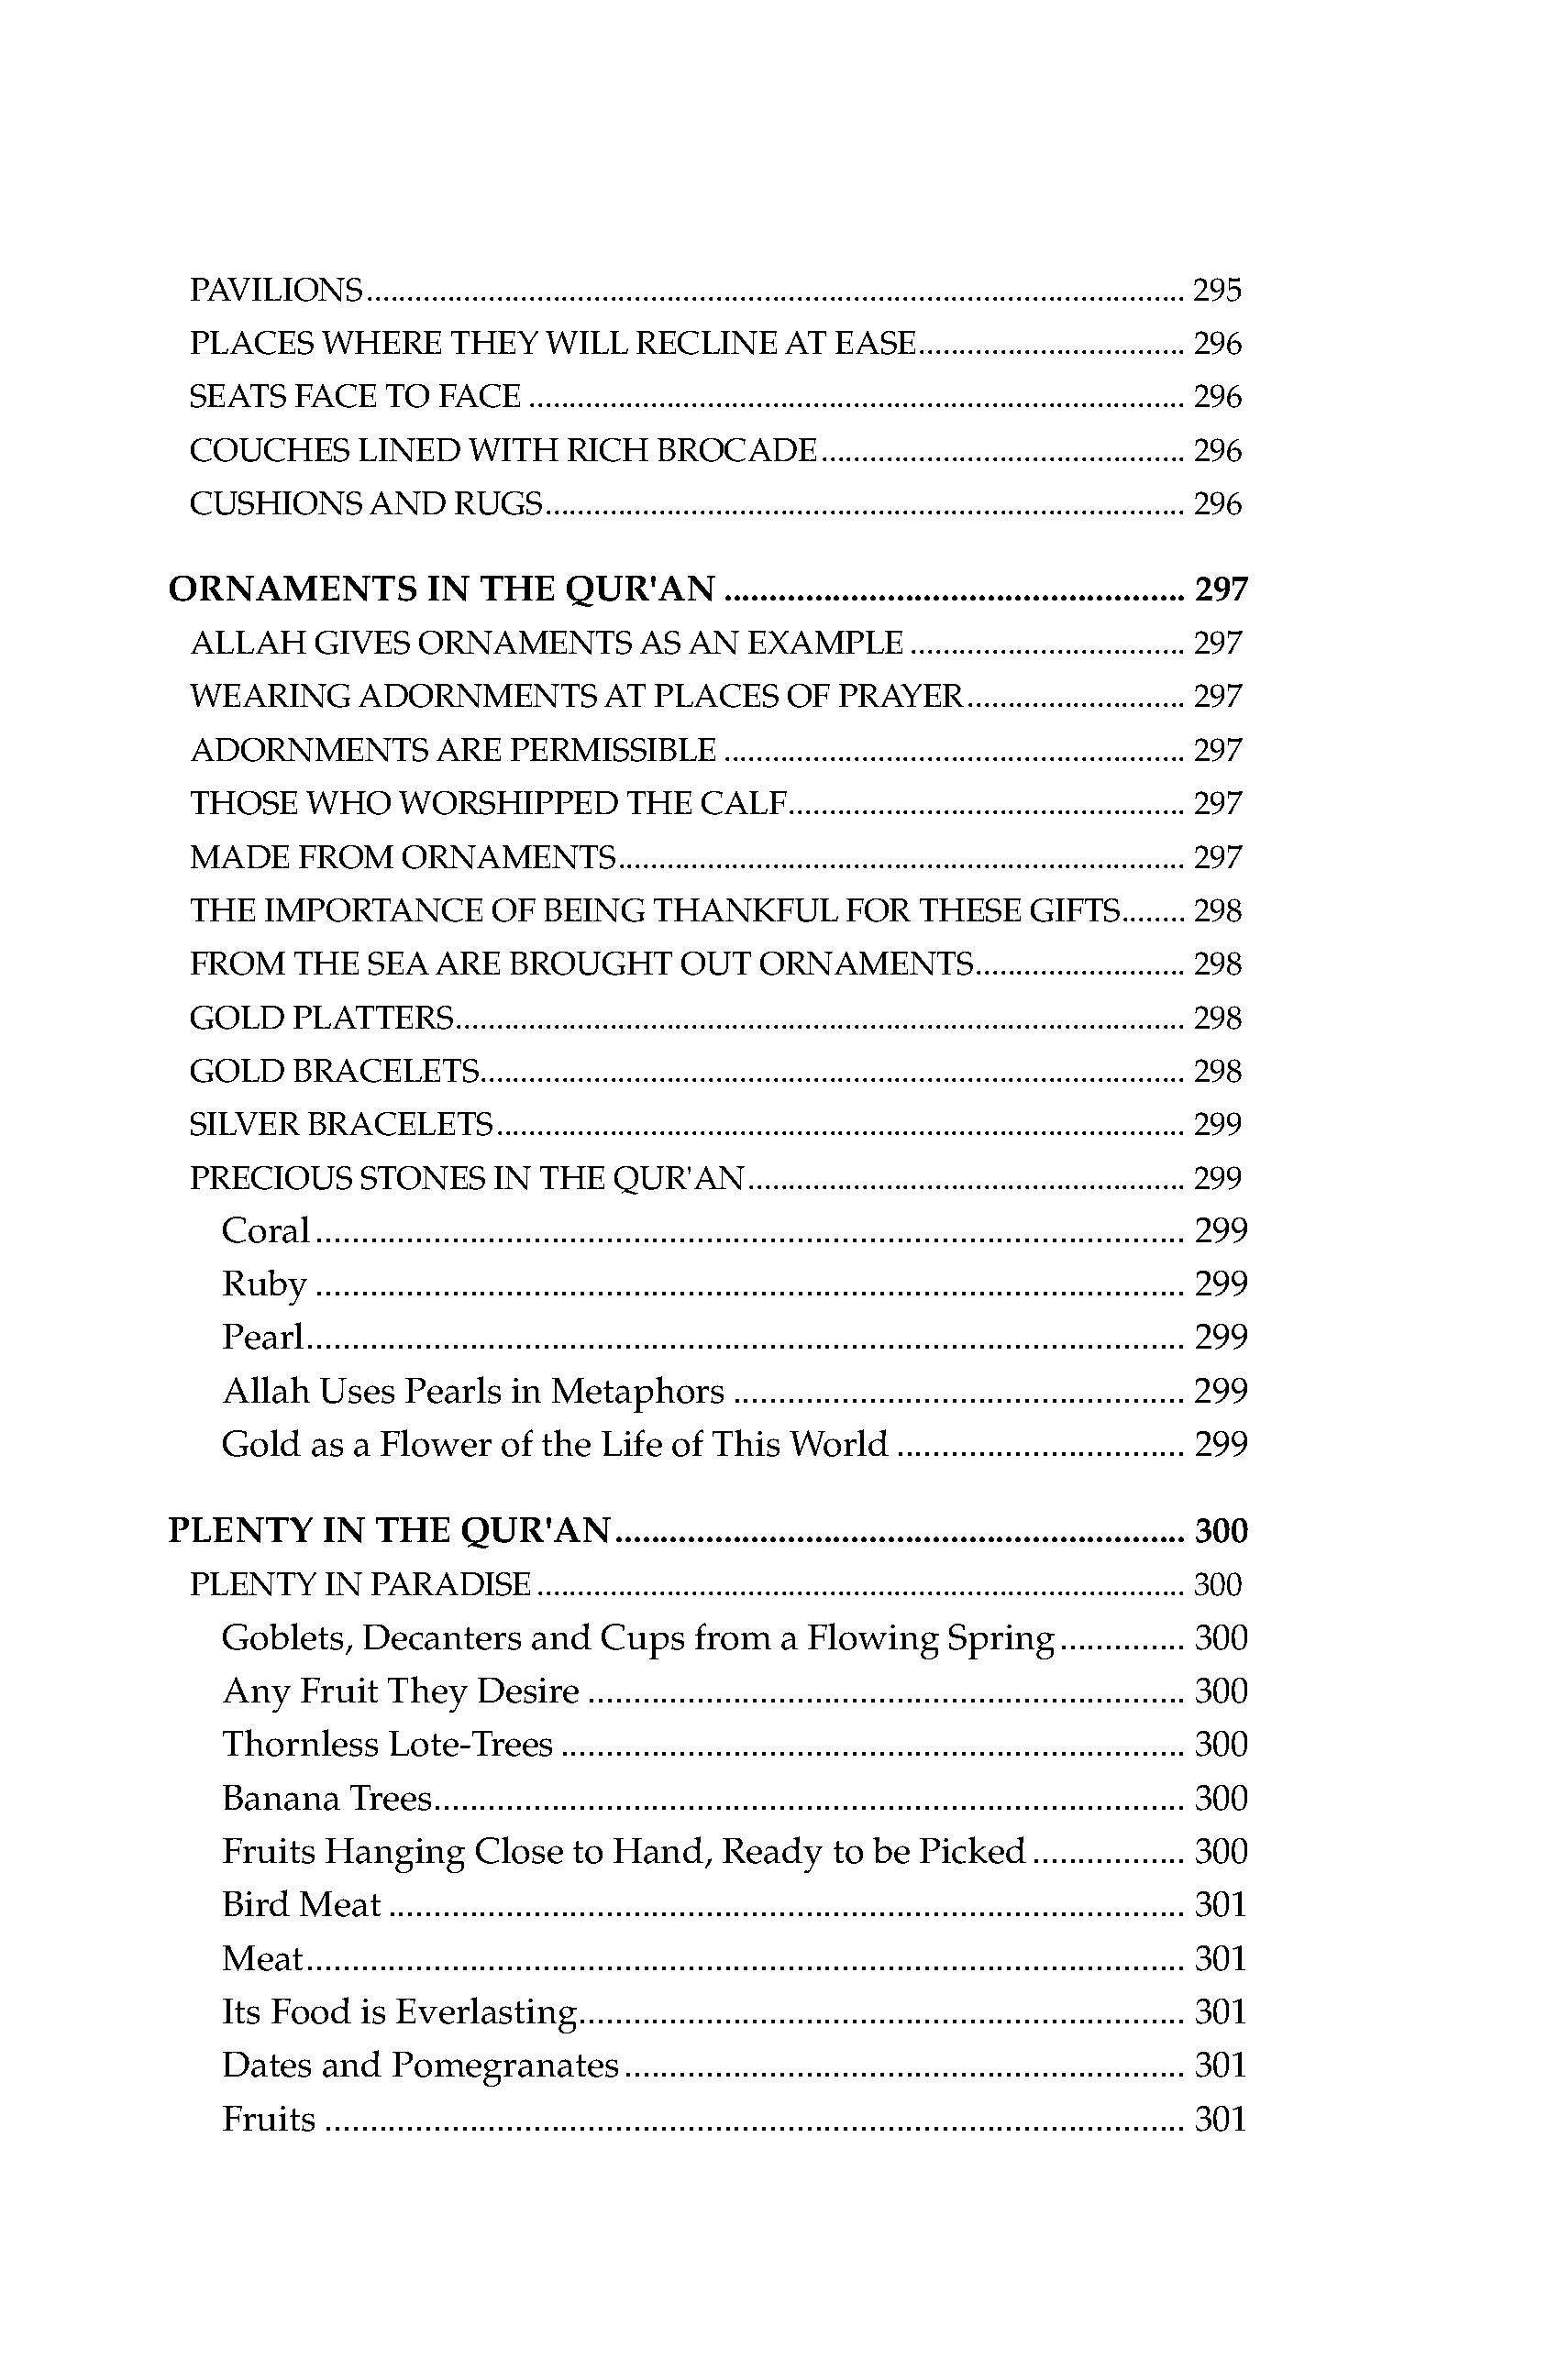 PAVILIONS.................................................................................................... 295
PLACES WHERE THEY WILL RECLINE AT EASE................................. 296
SEATS FACE TO FACE ................................................................................. 296
COUCHES LINED WITH RICH BROCADE............................................. 296
CUSHIONS AND RUGS............................................................................... 296
ORNAMENTS IN THE QUR'AN .................................................... 297
ALLAH GIVES ORNAMENTS AS AN EXAMPLE .................................. 297
WEARING ADORNMENTS AT PLACES OF PRAYER........................... 297
ADORNMENTS ARE PERMISSIBLE ......................................................... 297
THOSE WHO WORSHIPPED THE CALF................................................. 297
MADE FROM ORNAMENTS...................................................................... 297
THE IMPORTANCE OF BEING THANKFUL FOR THESE GIFTS........ 298
FROM THE SEA ARE BROUGHT OUT ORNAMENTS.......................... 298
GOLD PLATTERS.......................................................................................... 298
GOLD BRACELETS....................................................................................... 298
SILVER BRACELETS..................................................................................... 299
PRECIOUS STONES IN THE QUR'AN...................................................... 299
Coral................................................................................................ 299
Ruby ................................................................................................ 299
Pearl................................................................................................. 299
Allah Uses Pearls in Metaphors .................................................. 299
Gold as a Flower of the Life of This World ................................ 299
PLENTY IN THE QUR'AN............................................................... 300
PLENTY IN PARADISE................................................................................ 300
Goblets, Decanters and Cups from a Flowing Spring.............. 300
Any Fruit They Desire .................................................................. 300
Thornless Lote-Trees ..................................................................... 300
Banana Trees................................................................................... 300
Fruits Hanging Close to Hand, Ready to be Picked................. 300
Bird Meat ........................................................................................ 301
Meat................................................................................................. 301
Its Food is Everlasting................................................................... 301
Dates and Pomegranates.............................................................. 301
Fruits ............................................................................................... 301